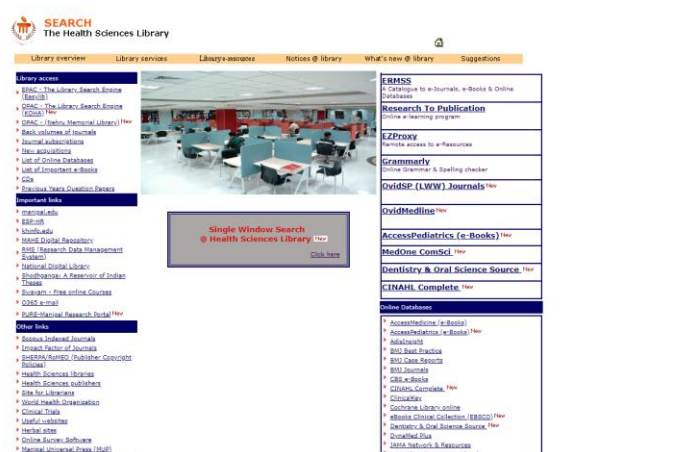 SEARCH
The Health Sciences Library
Library overview
Library services
Library e-resources
Notices @ library
What's new @ library
Suggestions
Library access
EPAC - The Library Search Engine
(Easylib)
OPAC - The Library Search Engine
(KOHA) New
OPAC - (Nehru Memorial Library) New
Back volumes of journals
Journal subscriptions
New acquisitions
List of Online Databases
List of Important e-Books
CDs
Previous Years Question Papers
Important links
manipal.edu
ESP-HR
khinfo.edu
MAHE Digital Repository
RMS (Research Data Management
System)
National Digital Library
Shodhganga: A Reservoir of Indian
Theses
Swayam - Free online Courses
O365 e-mail
PURE-Manipal Research Portal New
Other links
Scopus Indexed Journals
Impact Factor of Journals
SHERPA/RoMEO (Publisher Copyright
Policies)
Health Sciences libraries
Health Sciences publishers
Site for Librarians
World Health Organization
Clinical Trials
Useful websites
Herbal sites
Online Survey Software
Manipal Universal Press (MUP)
Single Window Search
@ Health Sciences Library New
Click here
ERMSS
A Catalogue to e-Journals, e-Books & Online
Databases
Research To Publication
Online e-learning program
EZProxy
Remote access to e-Resources
Grammarly
Online Grammar & Spelling checker
OvidSP (LWW) Journals New
OvidMedline New
AccessPediatrics (e-Books) New
MedOne ComSci New
Dentistry & Oral Science Source New
CINAHL Complete New
Online Databases
AccessMedicine (e-Books)
AccessPediatrics (e-Books) New
AdisInsight
BMJ Best Practice
BMJ Case Reports
BMJ Journals
CBS e-Books
CINAHL Complete New
ClinicalKey
Cochrane Library online
eBooks Clinical Collection (EBSCO) New
Dentistry & Oral Science Source New
DynaMed Plus
JAMA Network & Resources